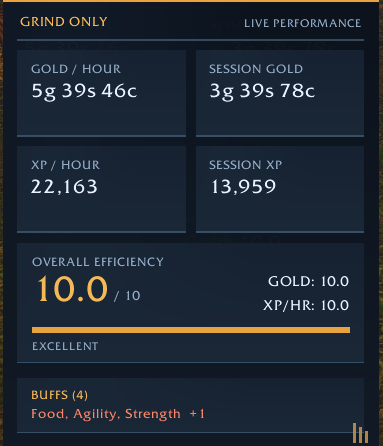 GRIND ONLY
LIVE PERFORMANCE
GOLD / HOUR
5g 39s 46c
SESSION GOLD
3g 39s 78c
XP / HOUR
22,163
SESSION XP
13,959
OVERALL EFFICIENCY
10.0 / 10
GOLD: 10.0
XP/HR: 10.0
EXCELLENT
BUFFS (4)
Food, Agility, Strength +1